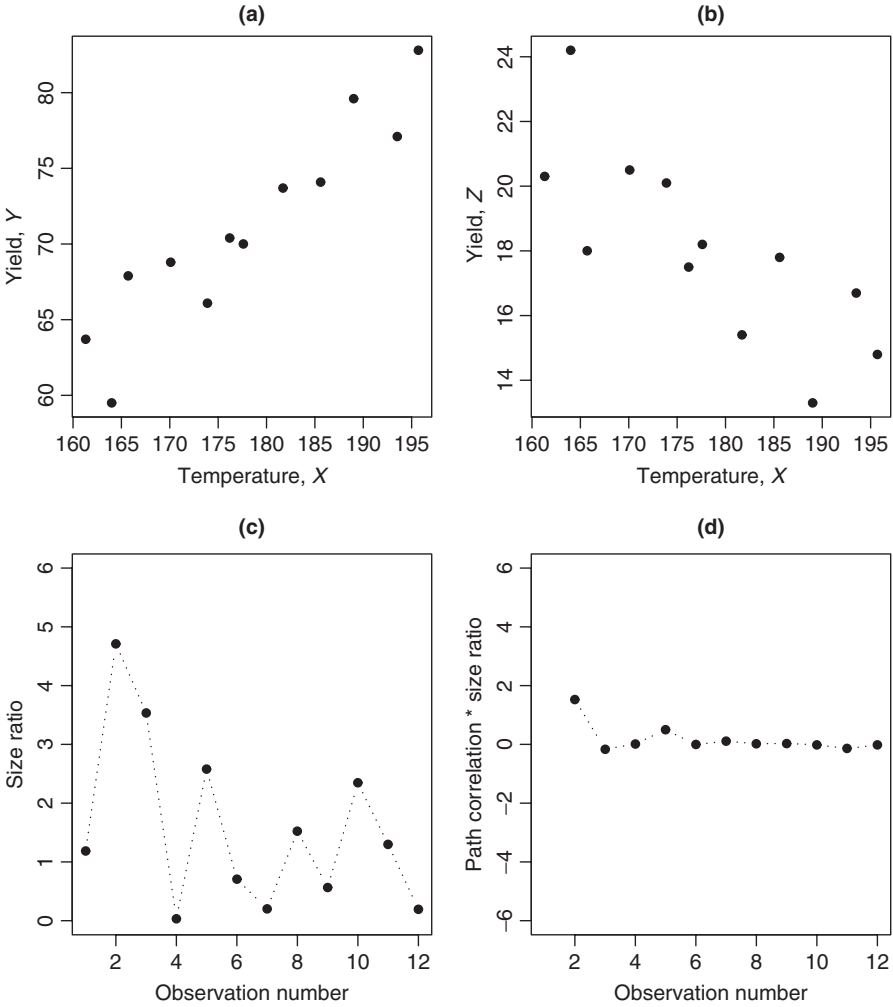 (a)
80
75
70
65
60
Yield, Y
160 165 170 175 180 185 190 195
Temperature, X
(b)
24
22
20
18
16
14
Yield, Z
160 165 170 175 180 185 190 195
Temperature, X
(c)
6
5
4
3
2
1
0
Size ratio
2 4 6 8 10 12
Observation number
(d)
6
4
2
0
−2
−4
−6
Path correlation * size ratio
2 4 6 8 10 12
Observation number